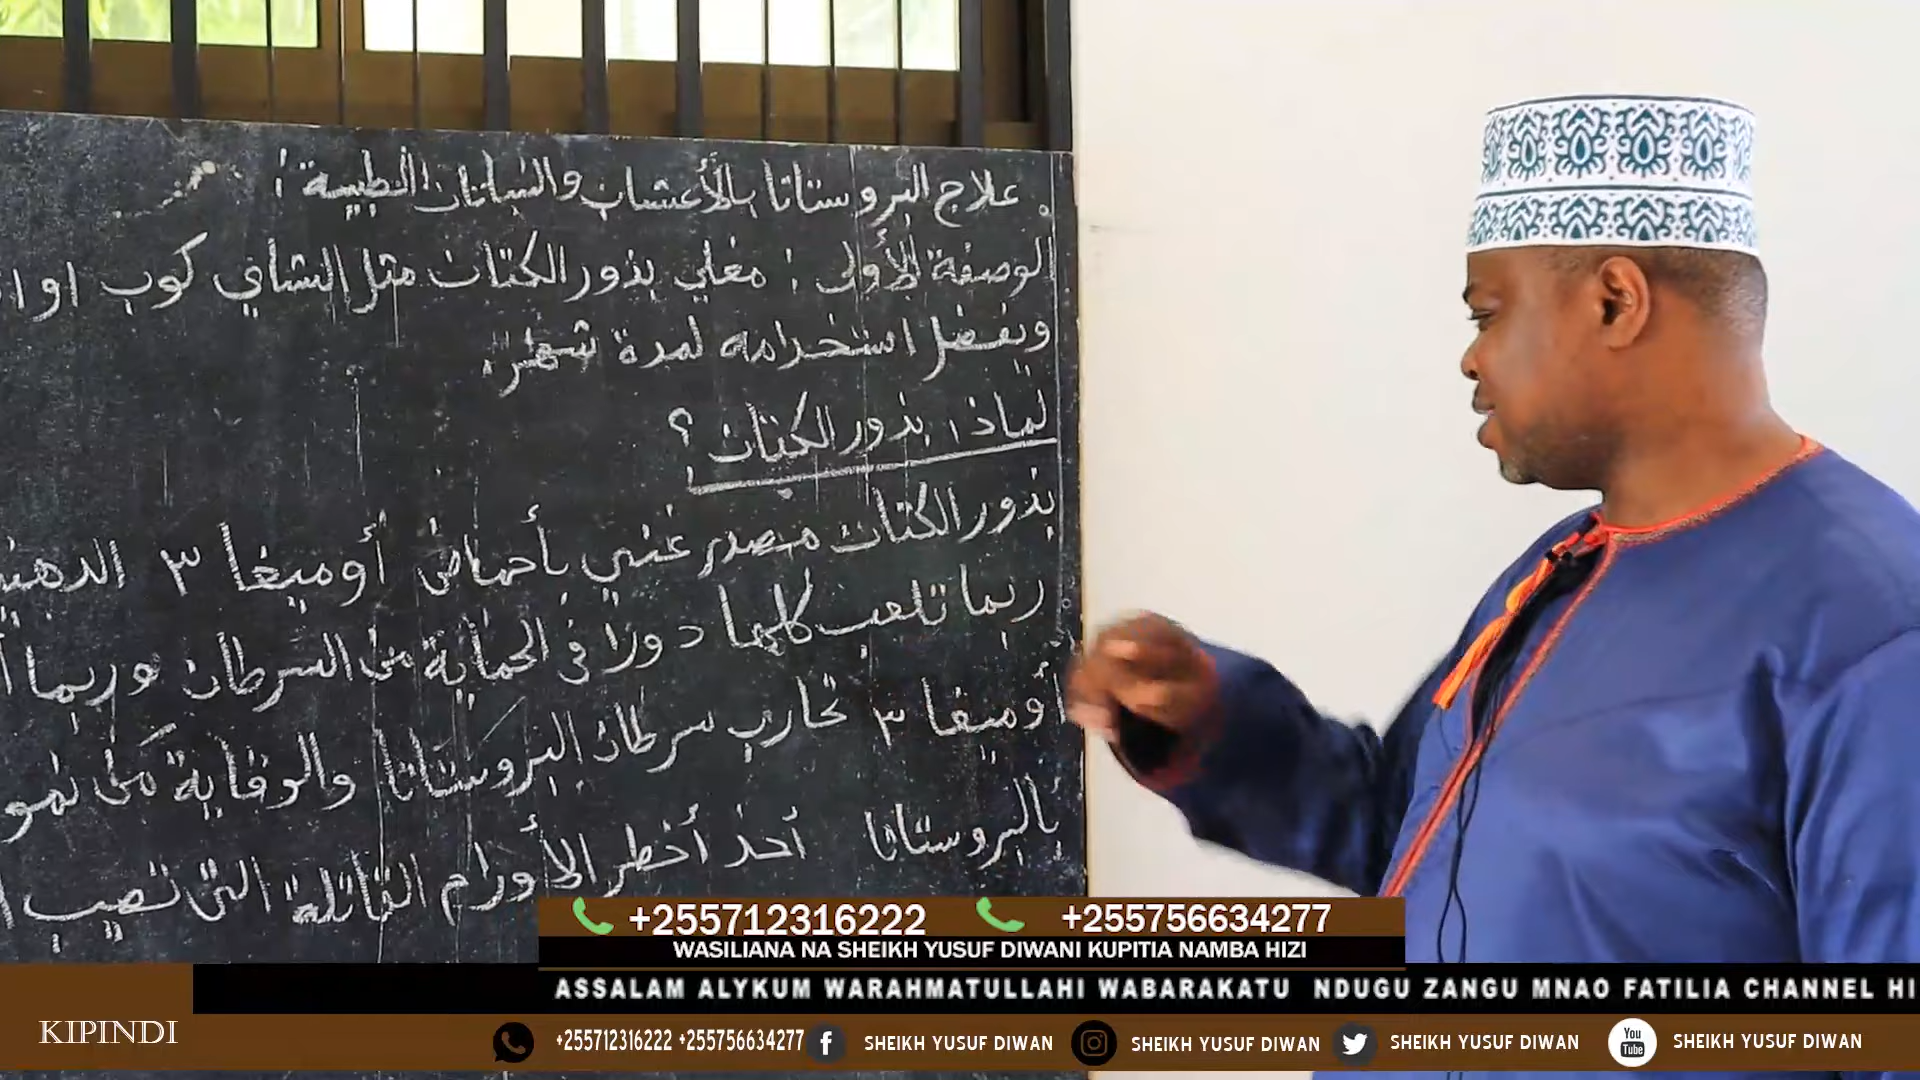 علاج البروستاتا بالأعشاب والنباتات الطبية :
الوصفة الأولى : مغلي بذور الكتان مثل الشاي كوب او ا
ويفضل استخدامه لمدة شهر .
لماذا بذور الكتان ؟
بذور الكتان مصدر غني بأحماض أوميغا ٣ الدهني
ربما تلعب كلها دورا في الحماية من السرطان وربما أ
أوميغا ٣ تحارب سرطان البروستاتا والوقاية من نمو
بالبروستاتا أحد أخطر الأورام القاتلة التي تصيب ا
+255712316222 +255756634277
WASILIANA NA SHEIKH YUSUF DIWANI KUPITIA NAMBA HIZI
ASSALAM ALYKUM WARAHMATULLAHI WABARAKATU NDUGU ZANGU MNAO FATILIA CHANNEL HI
KIPINDI
+255712316222 +255756634277 SHEIKH YUSUF DIWAN SHEIKH YUSUF DIWAN SHEIKH YUSUF DIWAN You Tube SHEIKH YUSUF DIWAN